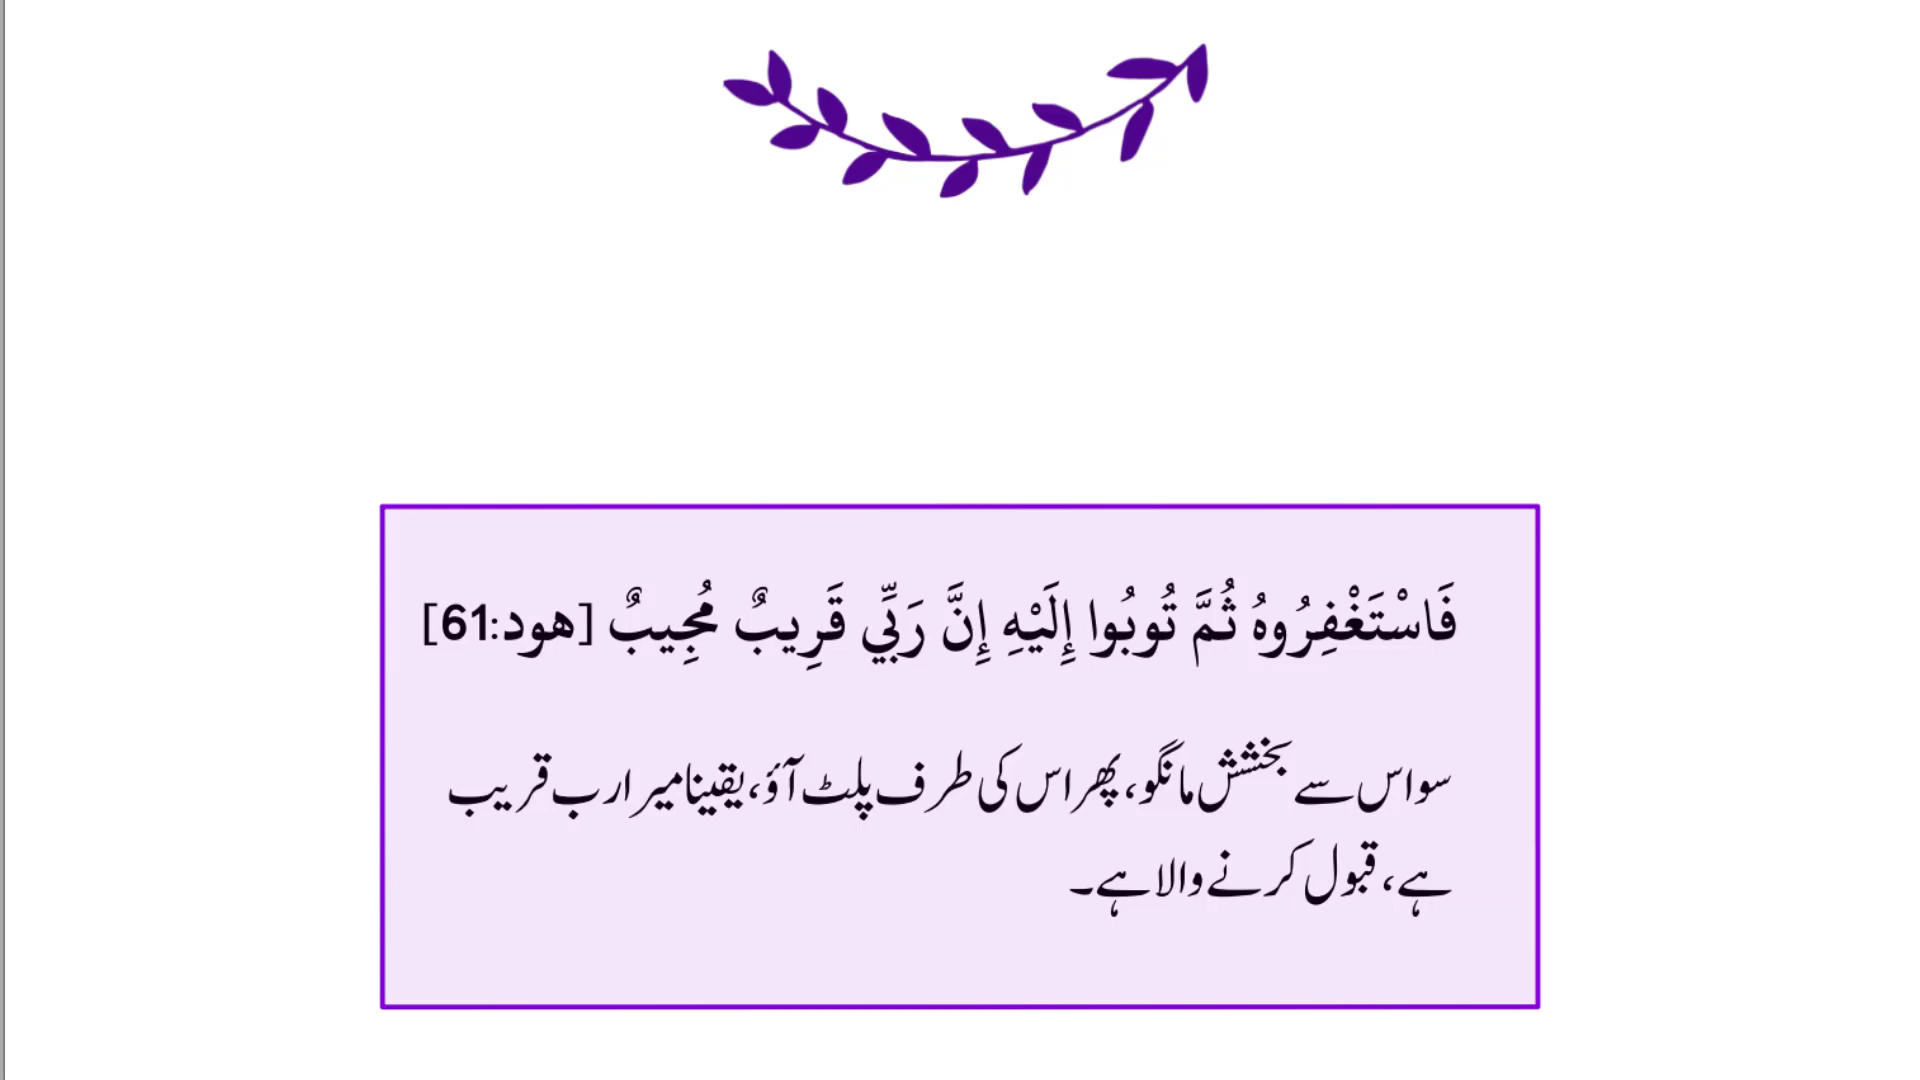 فَاسْتَغْفِرُوهُ ثُمَّ تُوبُوا إِلَيْهِ إِنَّ رَبِّي قَرِيبٌ مُجِيبٌ [هود:61]
سو اس سے بخشش مانگو، پھر اس کی طرف پلٹ آؤ، یقینا میرا رب قریب
ہے، قبول کرنے والا ہے۔